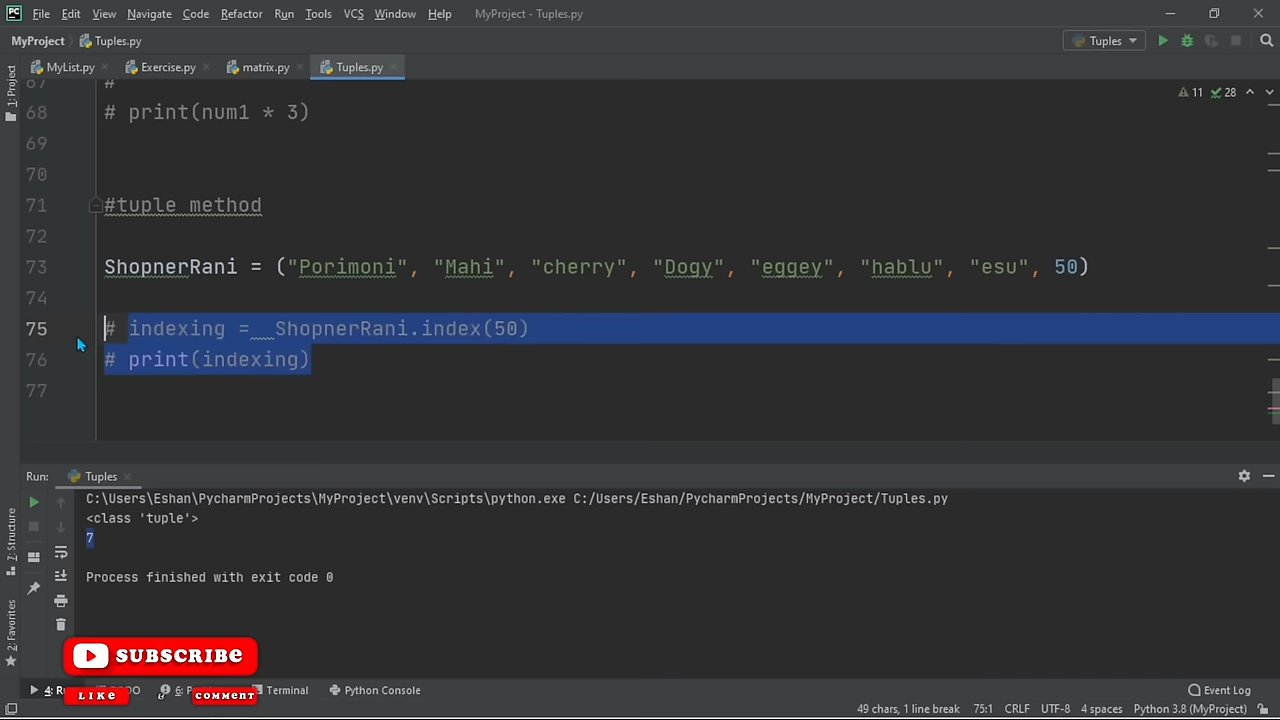 File Edit View Navigate Code Refactor Run Tools VCS Window Help MyProject - Tuples.py
MyProject Tuples.py Tuples
MyList.py Exercise.py matrix.py Tuples.py
1: Project
67 #
11 28
68 # print(num1 * 3)
69
70
71 #tuple method
72
73 ShopnerRani = ("Porimoni", "Mahi", "cherry", "Dogy", "eggey", "hablu", "esu", 50)
74
75 # indexing = ShopnerRani.index(50)
76 # print(indexing)
77
Run: Tuples
C:\Users\Eshan\PycharmProjects\MyProject\venv\Scripts\python.exe C:/Users/Eshan/PycharmProjects/MyProject/Tuples.py
<class 'tuple'>
7
Process finished with exit code 0
7: Structure
2: Favorites
SUBSCRIBE
LIKE COMMENT
4: Terminal Python Console Event Log
49 chars, 1 line break 75:1 CRLF UTF-8 4 spaces Python 3.8 (MyProject)